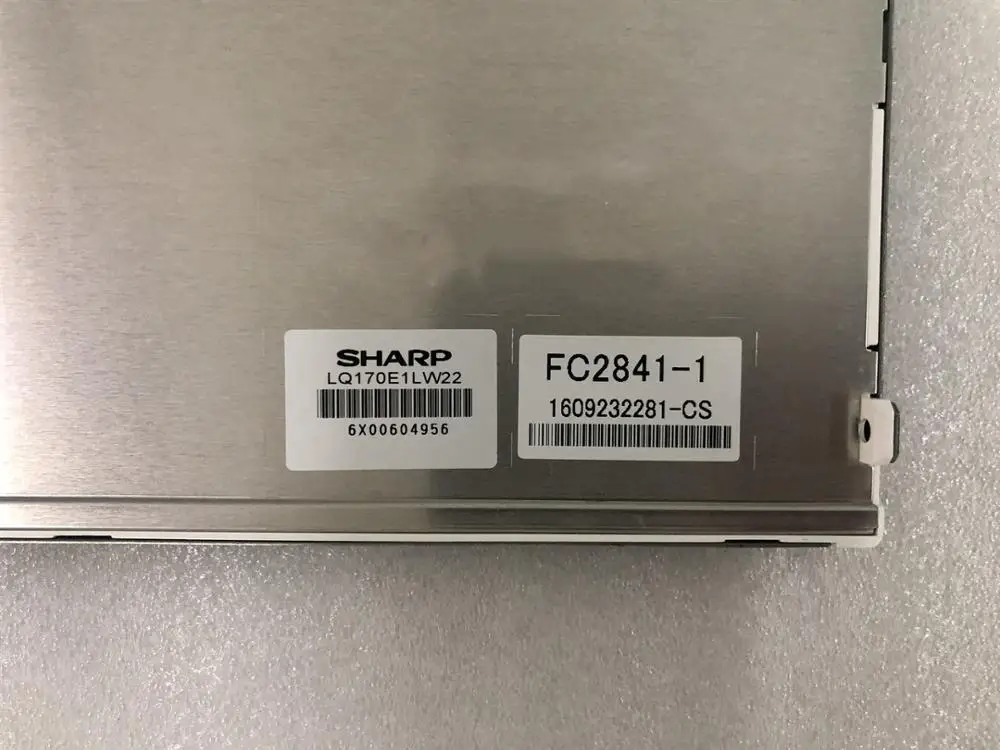 SHARP
LQ170E1LW22
6X00604956
FC2841-1
1609232281-CS